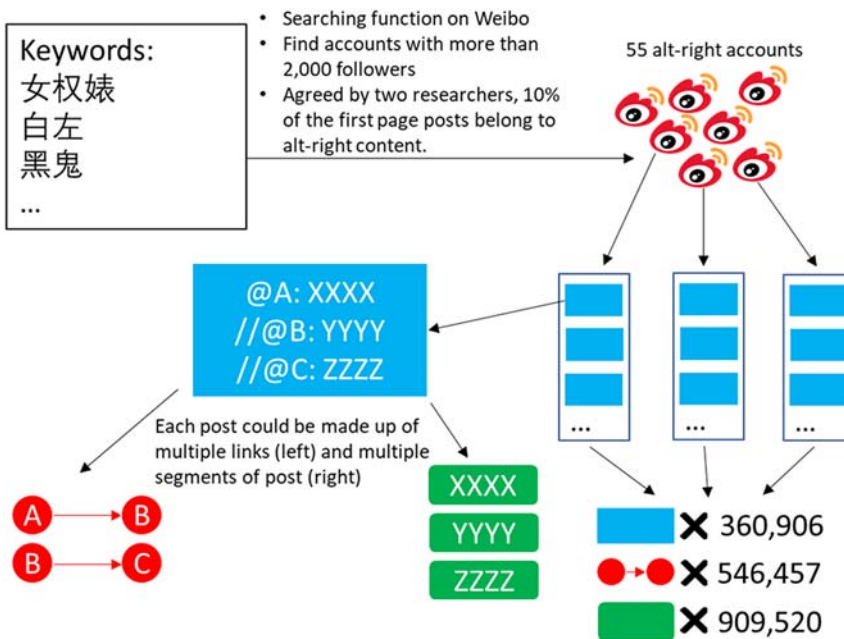 Keywords:
女权婊
白左
黑鬼
...
• Searching function on Weibo
• Find accounts with more than
2,000 followers
• Agreed by two researchers, 10%
of the first page posts belong to
alt-right content.
55 alt-right accounts
@A: XXXX
//@B: YYYY
//@C: ZZZZ
...
...
...
Each post could be made up of
multiple links (left) and multiple
segments of post (right)
A B
B C
XXXX
YYYY
ZZZZ
360,906
546,457
909,520